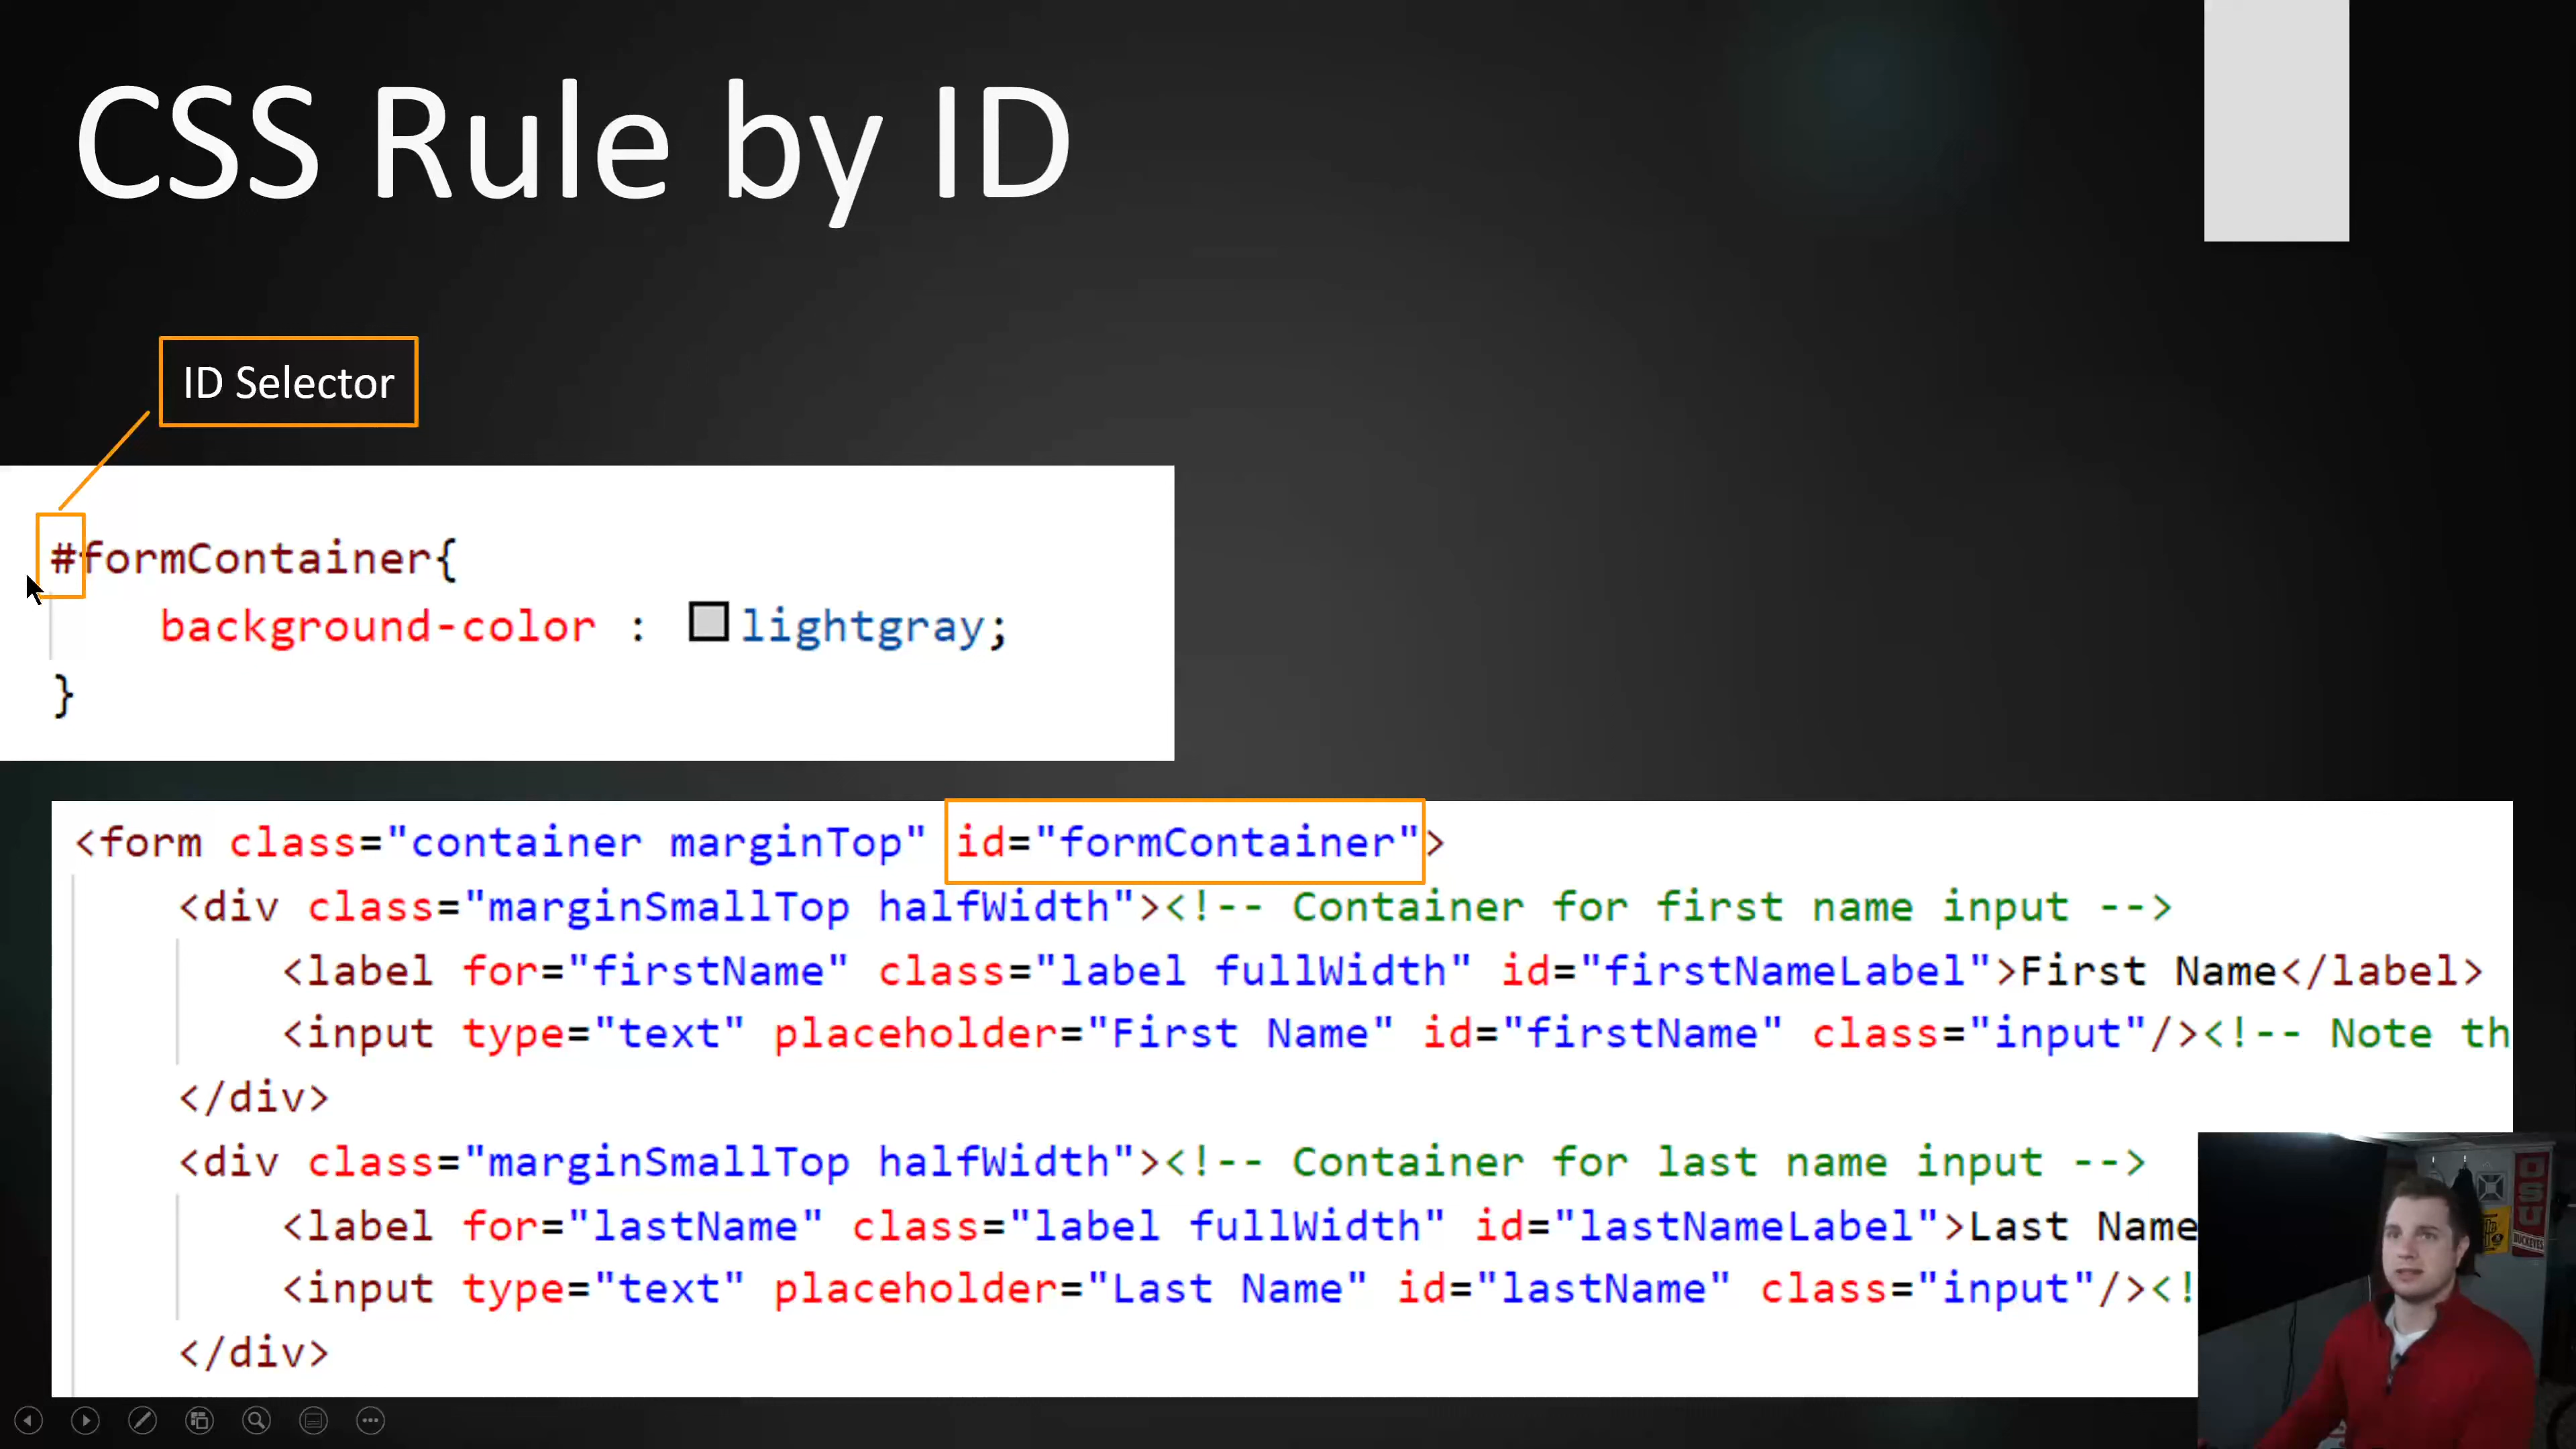 CSS Rule by ID
ID Selector
#formContainer{
background-color : lightgray;
}
<form class="container marginTop" id="formContainer">
<div class="marginSmallTop halfWidth"><!-- Container for first name input -->
<label for="firstName" class="label fullWidth" id="firstNameLabel">First Name</label>
<input type="text" placeholder="First Name" id="firstName" class="input"/><!-- Note th
</div>
<div class="marginSmallTop halfWidth"><!-- Container for last name input -->
<label for="lastName" class="label fullWidth" id="lastNameLabel">Last Name
<input type="text" placeholder="Last Name" id="lastName" class="input"/><!
</div>
OSU
BUCKEYES